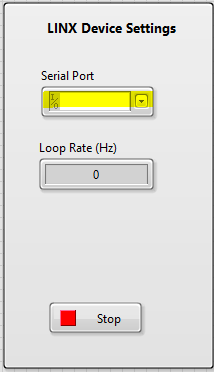 LINX Device Settings
Serial Port
I/O
Loop Rate (Hz)
0
Stop